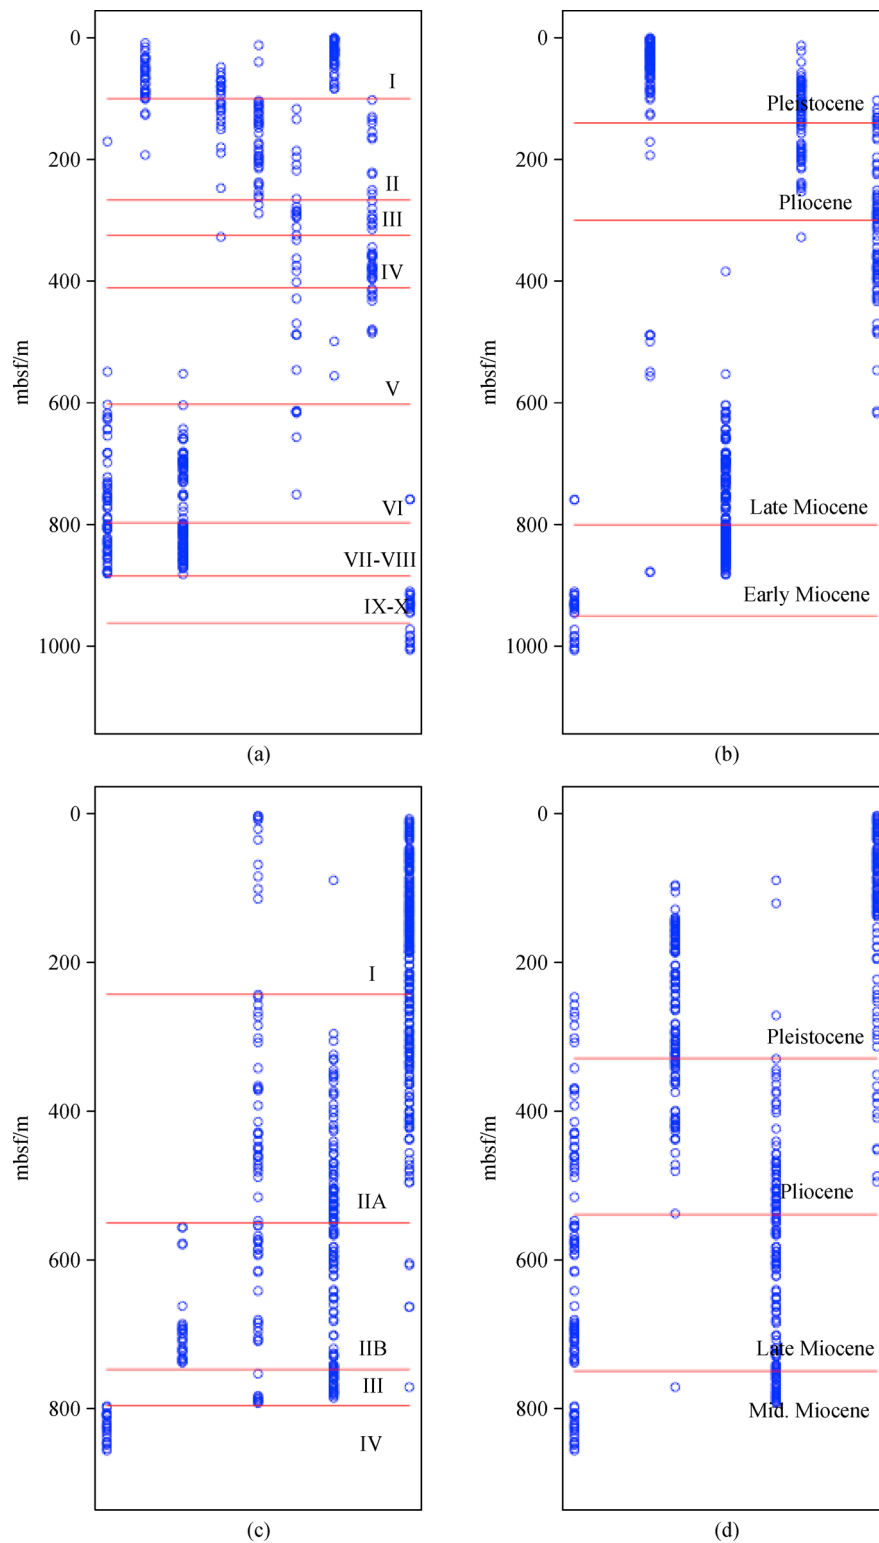 0
200
400
600
800
1000
mbsf/m
I
II
III
IV
V
VI
VII-VIII
IX-X
(a)
0
200
400
600
800
1000
mbsf/m
Pleistocene
Pliocene
Late Miocene
Early Miocene
(b)
0
200
400
600
800
mbsf/m
I
IIA
IIB
III
IV
(c)
0
200
400
600
800
mbsf/m
Pleistocene
Pliocene
Late Miocene
Mid. Miocene
(d)